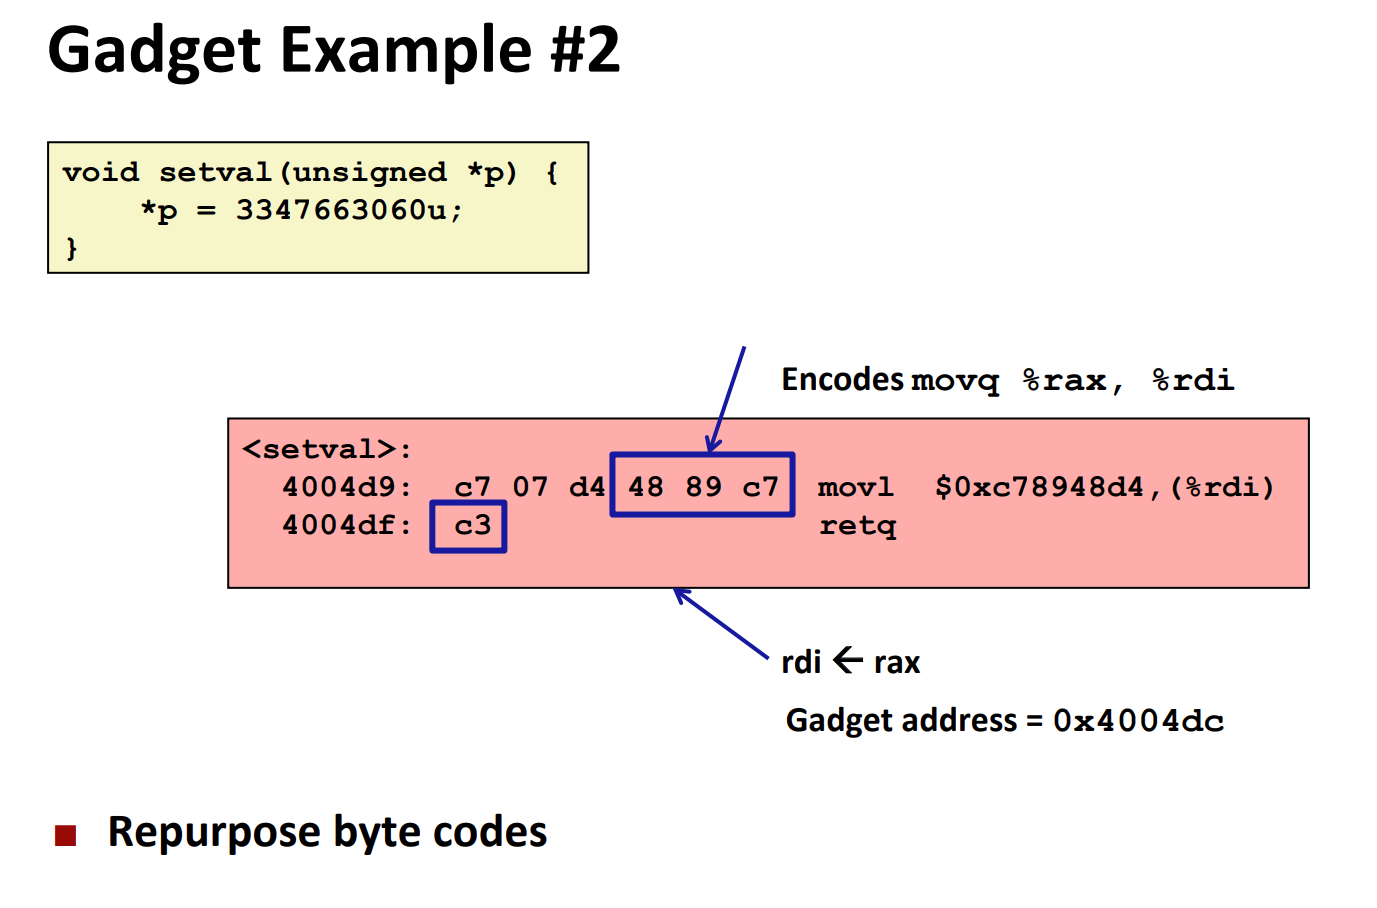 Gadget Example #2
void setval(unsigned *p) {
*p = 3347663060u;
}
Encodes movq %rax, %rdi
<setval>:
4004d9: c7 07 d4 48 89 c7 movl $0xc78948d4,(%rdi)
4004df: c3 retq
rdi ← rax
Gadget address = 0x4004dc
■ Repurpose byte codes